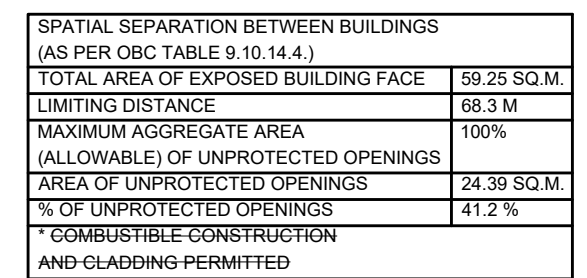 SPATIAL SEPARATION BETWEEN BUILDINGS
(AS PER OBC TABLE 9.10.14.4.)
TOTAL AREA OF EXPOSED BUILDING FACE 59.25 SQ.M.
LIMITING DISTANCE 68.3 M
MAXIMUM AGGREGATE AREA 100%
(ALLOWABLE) OF UNPROTECTED OPENINGS
AREA OF UNPROTECTED OPENINGS 24.39 SQ.M.
% OF UNPROTECTED OPENINGS 41.2 %
* COMBUSTIBLE CONSTRUCTION
AND CLADDING PERMITTED